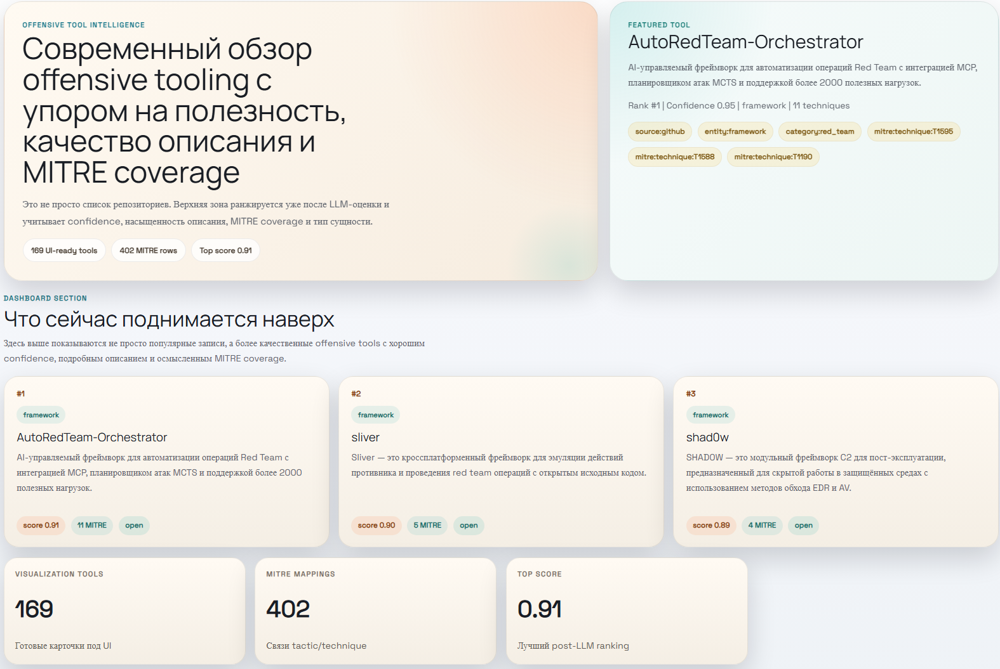 OFFENSIVE TOOL INTELLIGENCE
Современный обзор
offensive tooling с
упором на полезность,
качество описания и
MITRE coverage
Это не просто список репозиториев. Верхняя зона ранжируется уже после LLM-оценки и
учитывает confidence, насыщенность описания, MITRE coverage и тип сущности.
169 UI-ready tools
402 MITRE rows
Top score 0.91
FEATURED TOOL
AutoRedTeam-Orchestrator
AI-управляемый фреймворк для автоматизации операций Red Team с интеграцией MCP,
планировщиком атак MCTS и поддержкой более 2000 полезных нагрузок.
Rank #1 | Confidence 0.95 | framework | 11 techniques
source:github
entity:framework
category:red_team
mitre:technique:T1595
mitre:technique:T1588
mitre:technique:T1190
DASHBOARD SECTION
Что сейчас поднимается наверх
Здесь выше показываются не просто популярные записи, а более качественные offensive tools с хорошим
confidence, подробным описанием и осмысленным MITRE coverage.
#1
framework
AutoRedTeam-Orchestrator
AI-управляемый фреймворк для автоматизации операций Red Team с
интеграцией MCP, планировщиком атак MCTS и поддержкой более 2000
полезных нагрузок.
score 0.91
11 MITRE
open
#2
framework
sliver
Sliver — это кроссплатформенный фреймворк для эмуляции действий
противника и проведения red team операций с открытым исходным кодом.
score 0.90
5 MITRE
open
#3
framework
shad0w
SHADOW — это модульный фреймворк C2 для пост-эксплуатации,
предназначенный для скрытой работы в защищённых средах с
использованием методов обхода EDR и AV.
score 0.89
4 MITRE
open
VISUALIZATION TOOLS
169
Готовые карточки под UI
MITRE MAPPINGS
402
Связи tactic/technique
TOP SCORE
0.91
Лучший post-LLM ranking